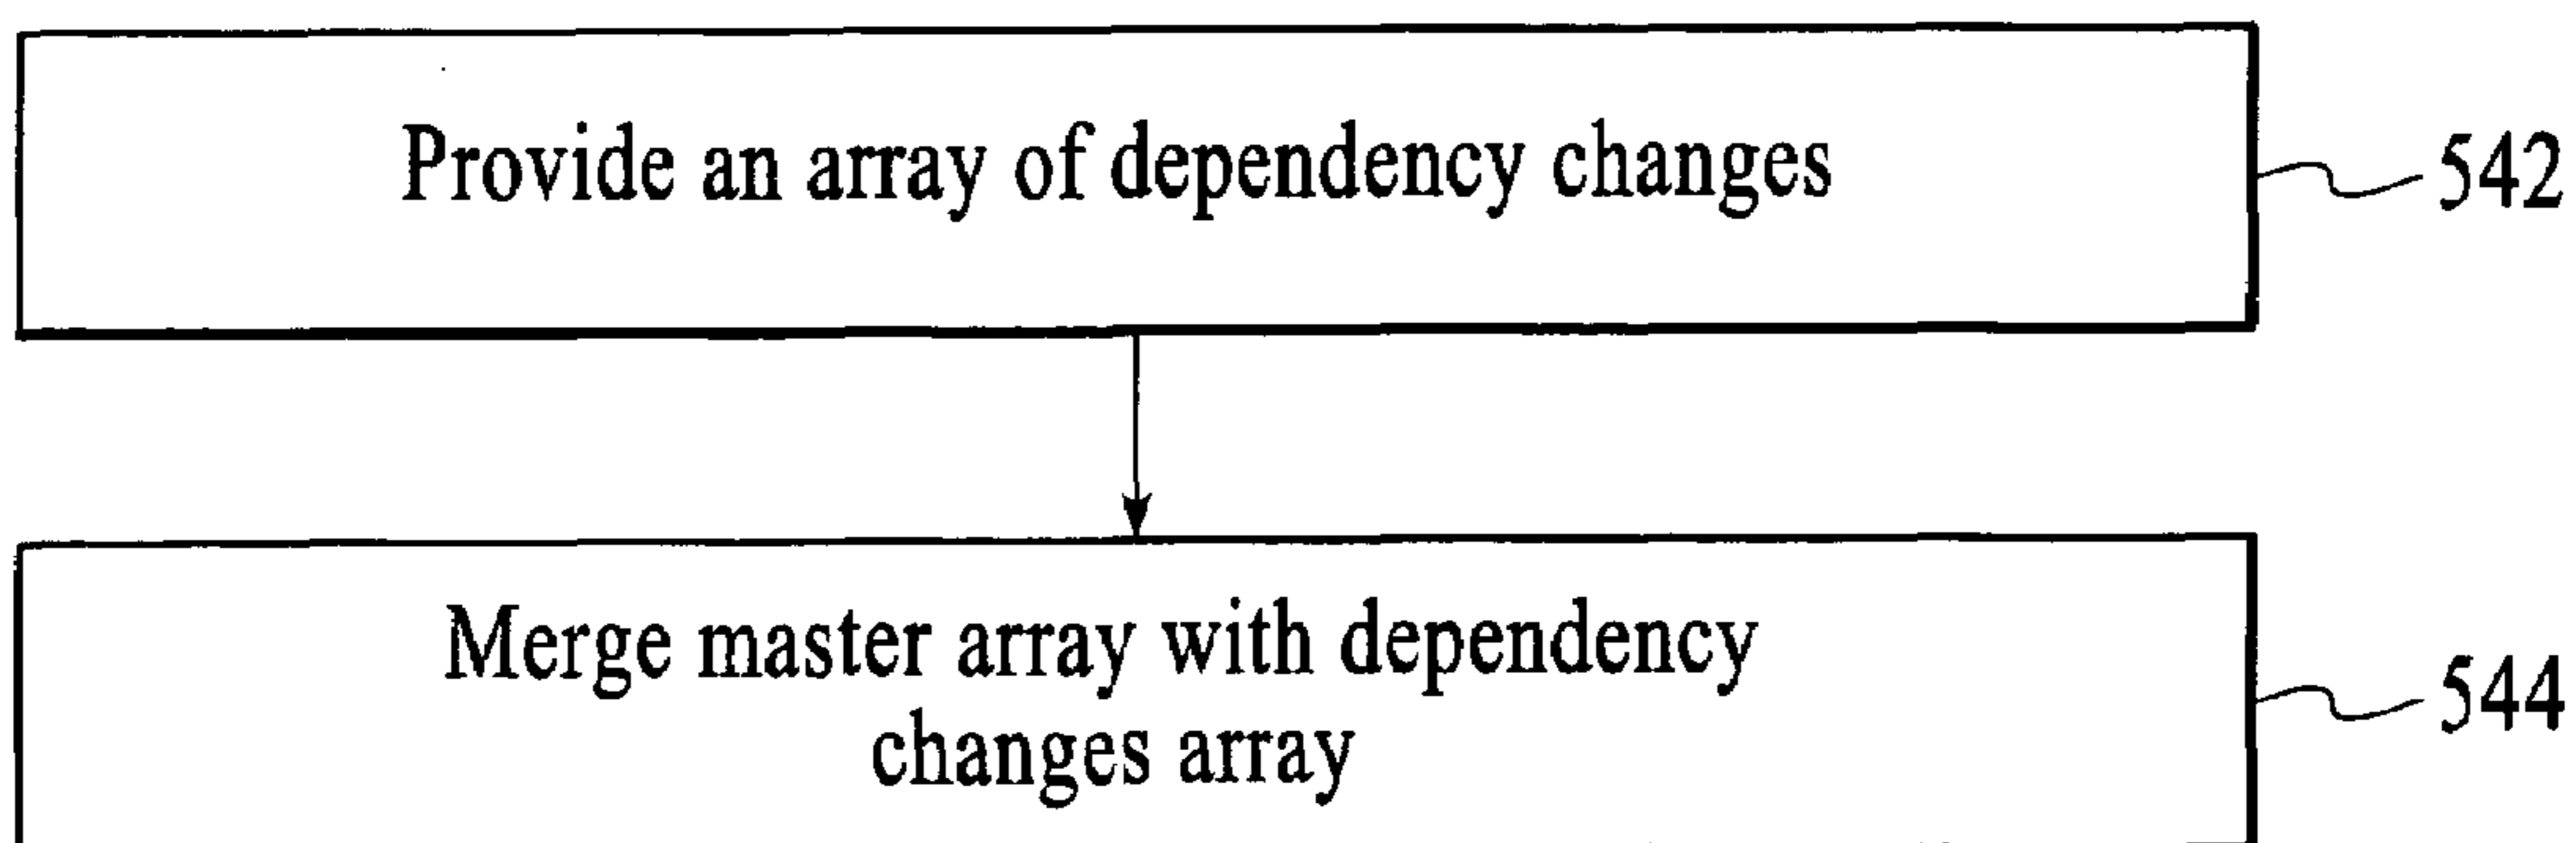 Provide an array of dependency changes
542
Merge master array with dependency
changes array
544